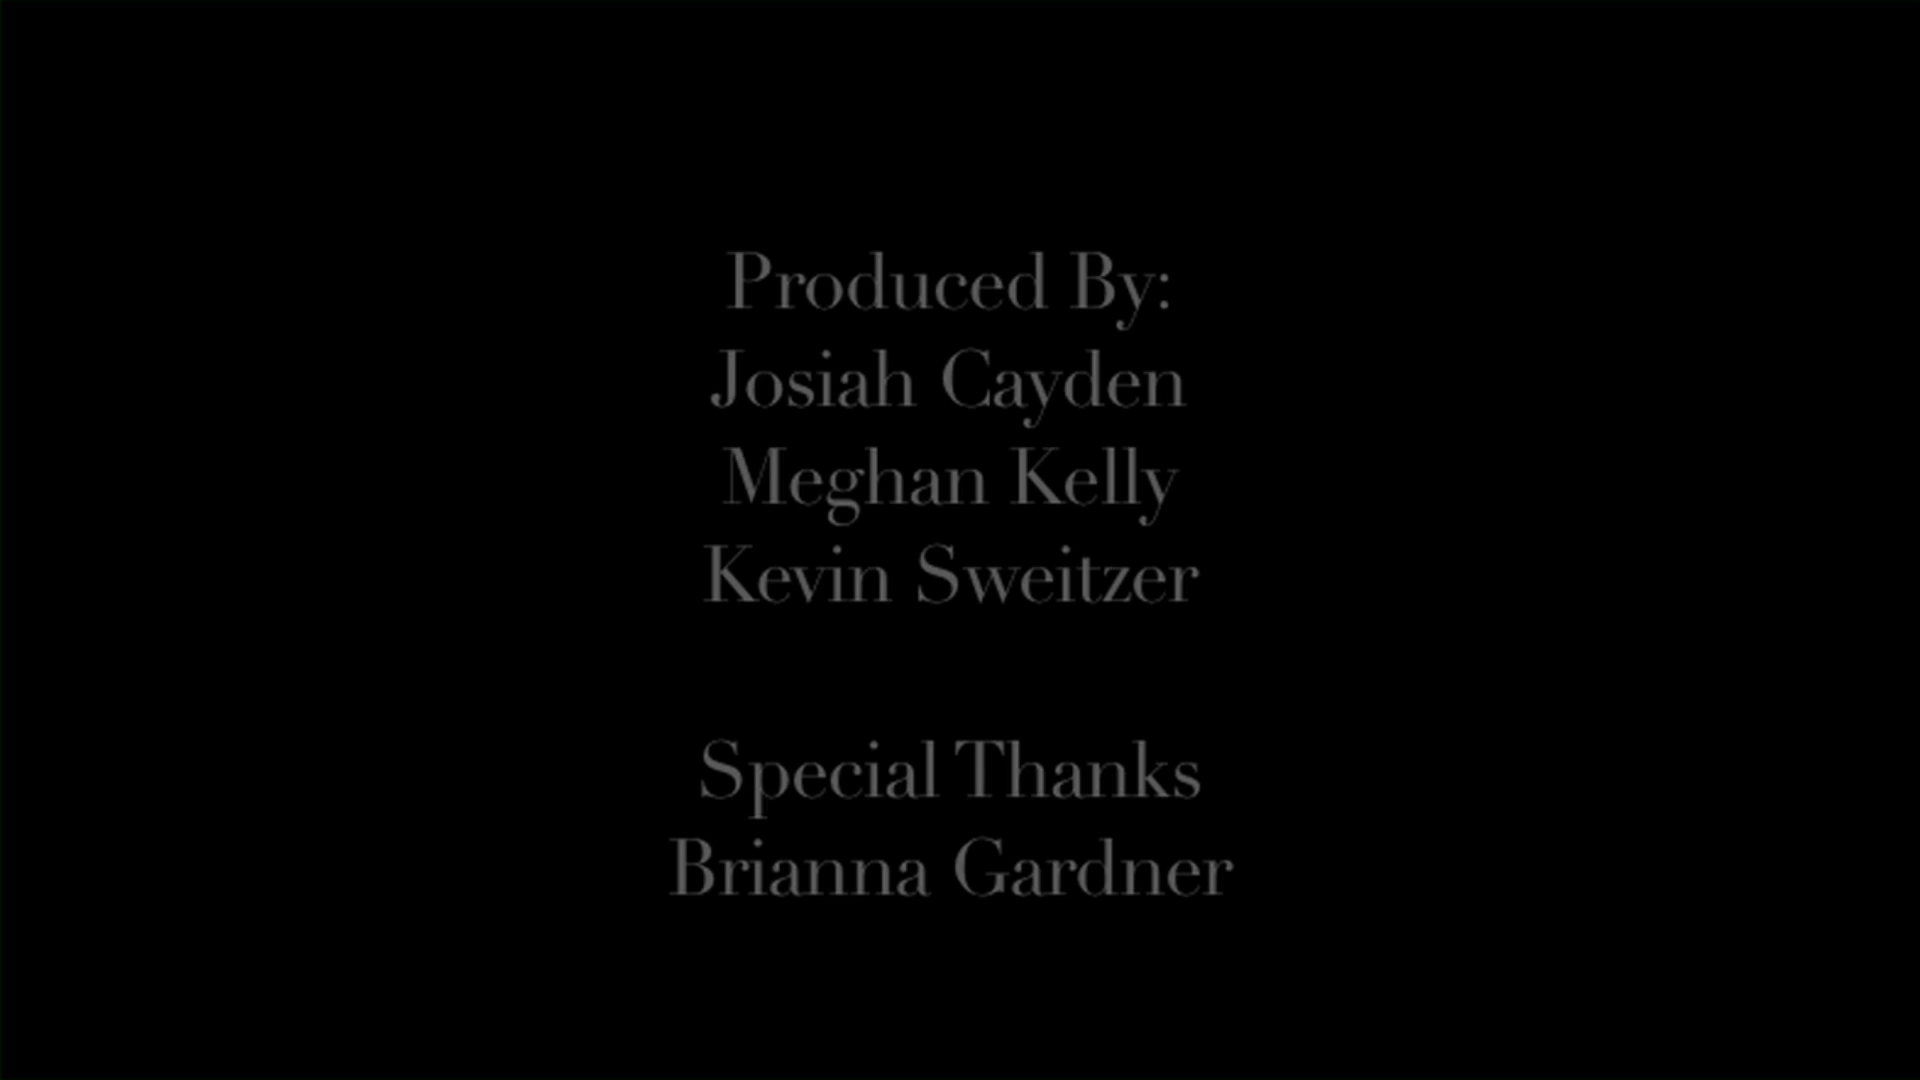 Produced By:
Josiah Cayden
Meghan Kelly
Kevin Sweitzer
Special Thanks
Brianna Gardner